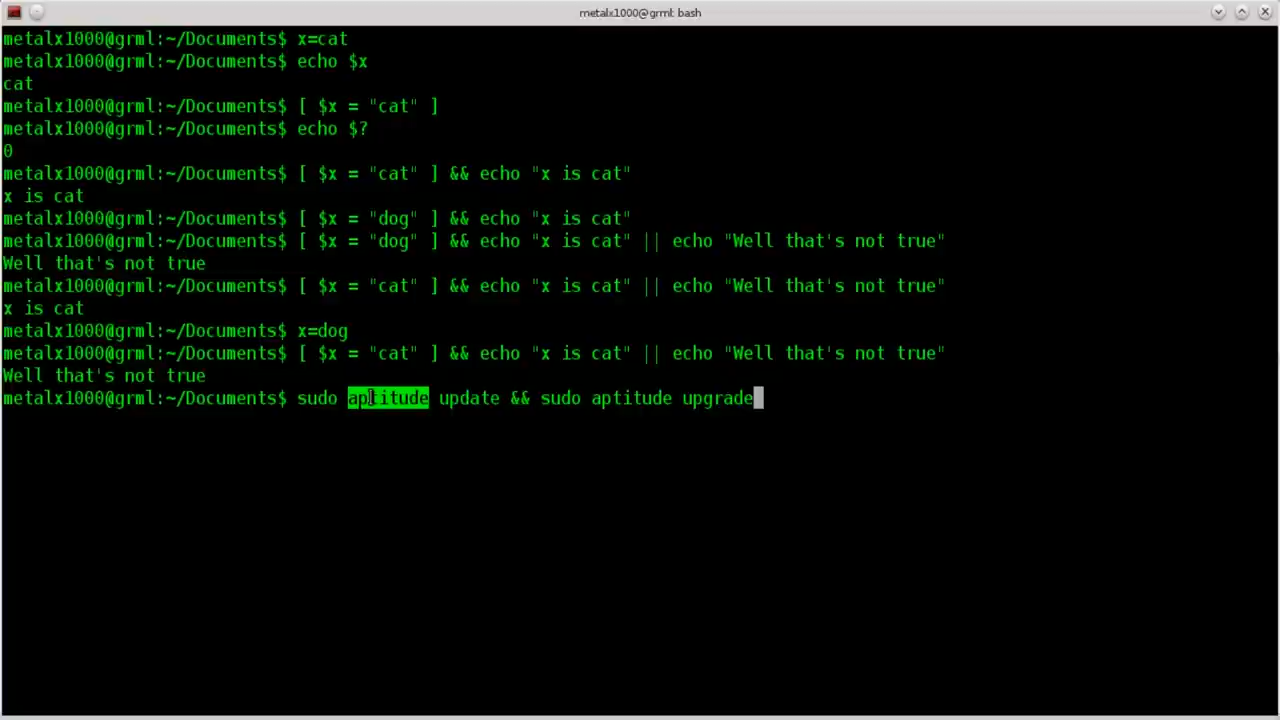 metalx1000@grml: bash
metalx1000@grml:~/Documents$ x=cat
metalx1000@grml:~/Documents$ echo $x
cat
metalx1000@grml:~/Documents$ [ $x = "cat" ]
metalx1000@grml:~/Documents$ echo $?
0
metalx1000@grml:~/Documents$ [ $x = "cat" ] && echo "x is cat"
x is cat
metalx1000@grml:~/Documents$ [ $x = "dog" ] && echo "x is cat"
metalx1000@grml:~/Documents$ [ $x = "dog" ] && echo "x is cat" || echo "Well that's not true"
Well that's not true
metalx1000@grml:~/Documents$ [ $x = "cat" ] && echo "x is cat" || echo "Well that's not true"
x is cat
metalx1000@grml:~/Documents$ x=dog
metalx1000@grml:~/Documents$ [ $x = "cat" ] && echo "x is cat" || echo "Well that's not true"
Well that's not true
metalx1000@grml:~/Documents$ sudo aptitude update && sudo aptitude upgrade